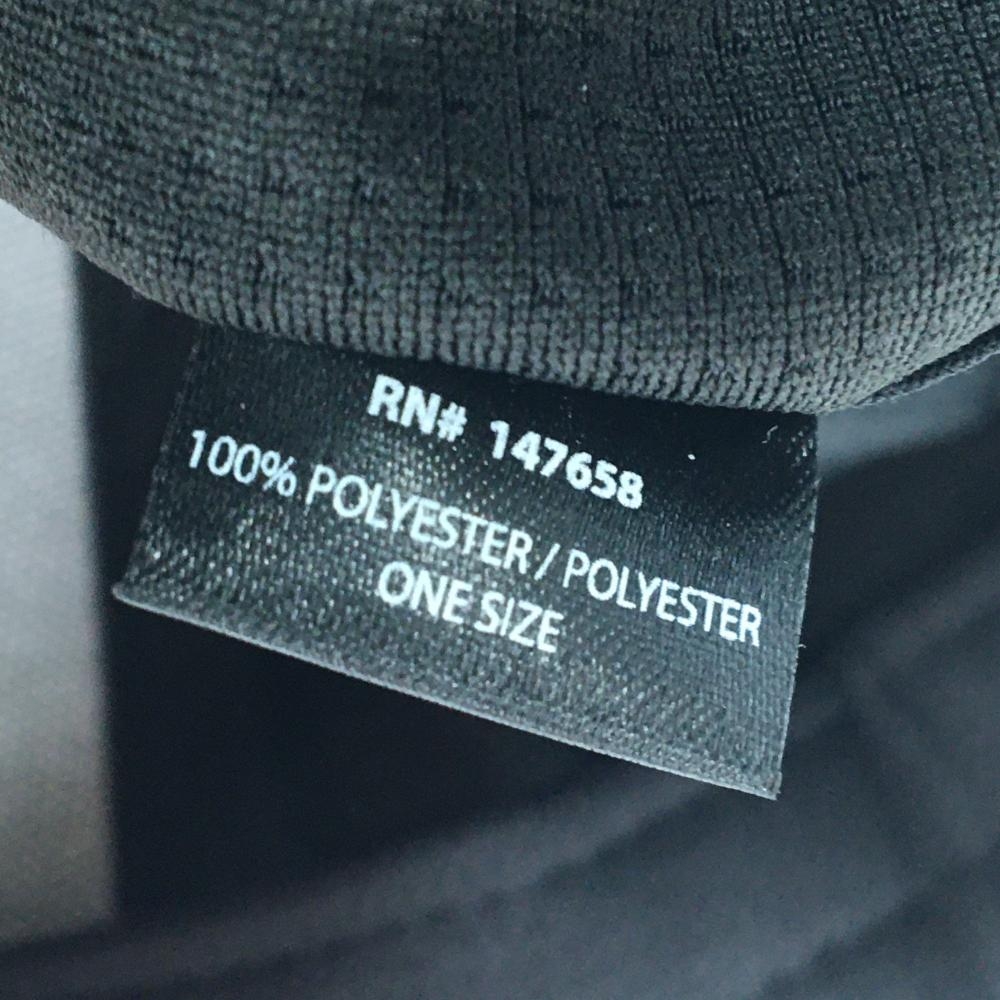 RN# 147658
100% POLYESTER / POLYESTER
ONE SIZE